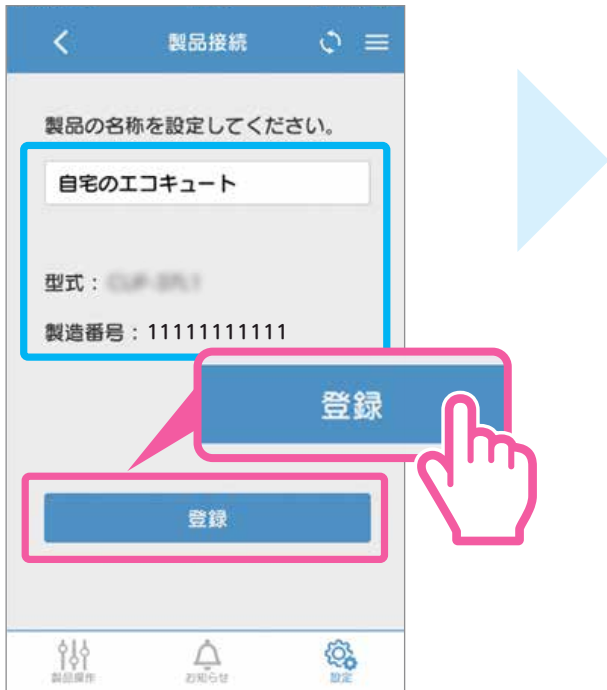 製品接続
製品の名称を設定してください。
自宅のエコキュート
型式：
製造番号：11111111111
登録
登録
製品操作
お知らせ
設定